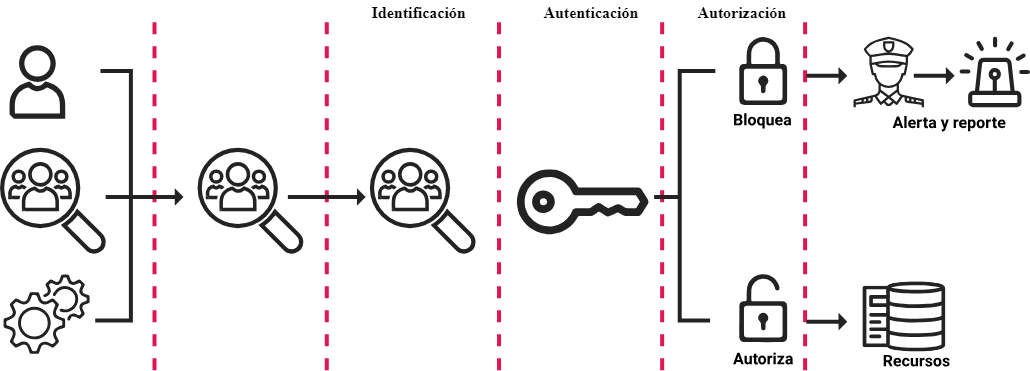 Identificación
Autenticación
Autorización
Bloquea
Alerta y reporte
Autoriza
Recursos